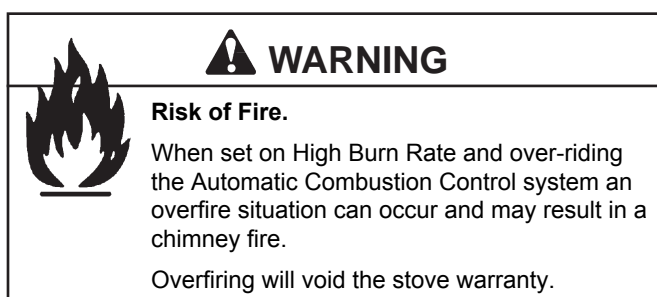 WARNING
Risk of Fire.
When set on High Burn Rate and over-riding
the Automatic Combustion Control system an
overfire situation can occur and may result in a
chimney fire.
Overfiring will void the stove warranty.